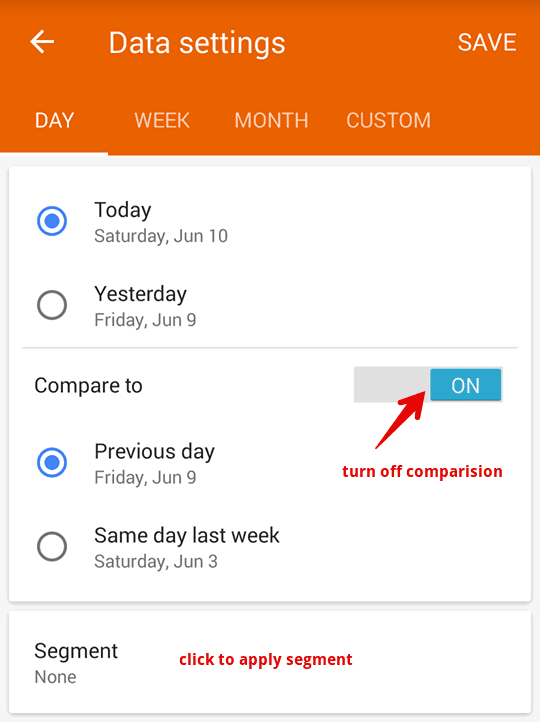 Data settings SAVE
DAY WEEK MONTH CUSTOM
Today
Saturday, Jun 10
Yesterday
Friday, Jun 9
Compare to ON
turn off comparision
Previous day
Friday, Jun 9
Same day last week
Saturday, Jun 3
Segment
click to apply segment
None